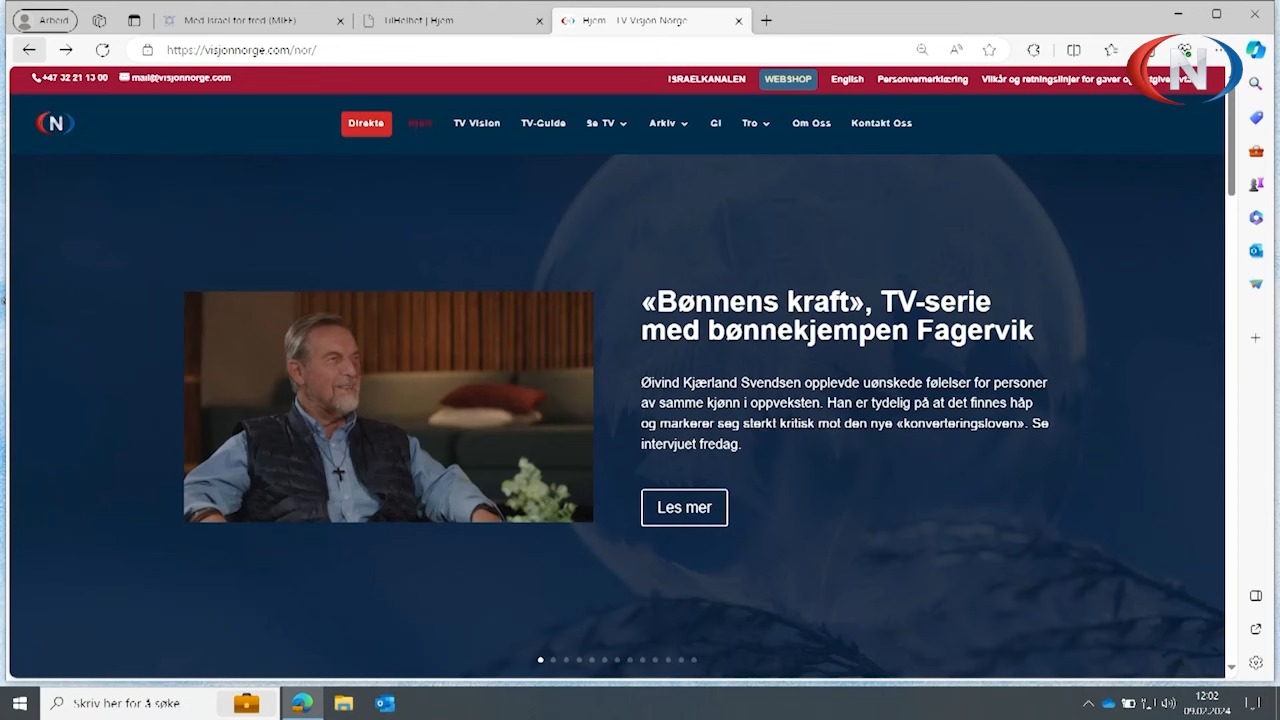 Arbeid
Med Israel for fred (MIFF)
TilHelhet | Hjem
Hjem - TV Visjon Norge
https://visjonnorge.com/nor/
+47 32 21 13 00 mail@visjonnorge.com
ISRAELKANALEN WEBSHOP English Personvernerklæring Vilkår og retningslinjer for gaver og
N
N
Direkte Hjem TV Vision TV-Guide Se TV Arkiv Gi Tro Om Oss Kontakt Oss
«Bønnens kraft», TV-serie
med bønnekjempen Fagervik
Øivind Kjærland Svendsen opplevde uønskede følelser for personer
av samme kjønn i oppveksten. Han er tydelig på at det finnes håp
og markerer seg sterkt kritisk mot den nye «konverteringsloven». Se
intervjuet fredag.
Les mer
Skriv her for å søke
12:02
09.02.2024